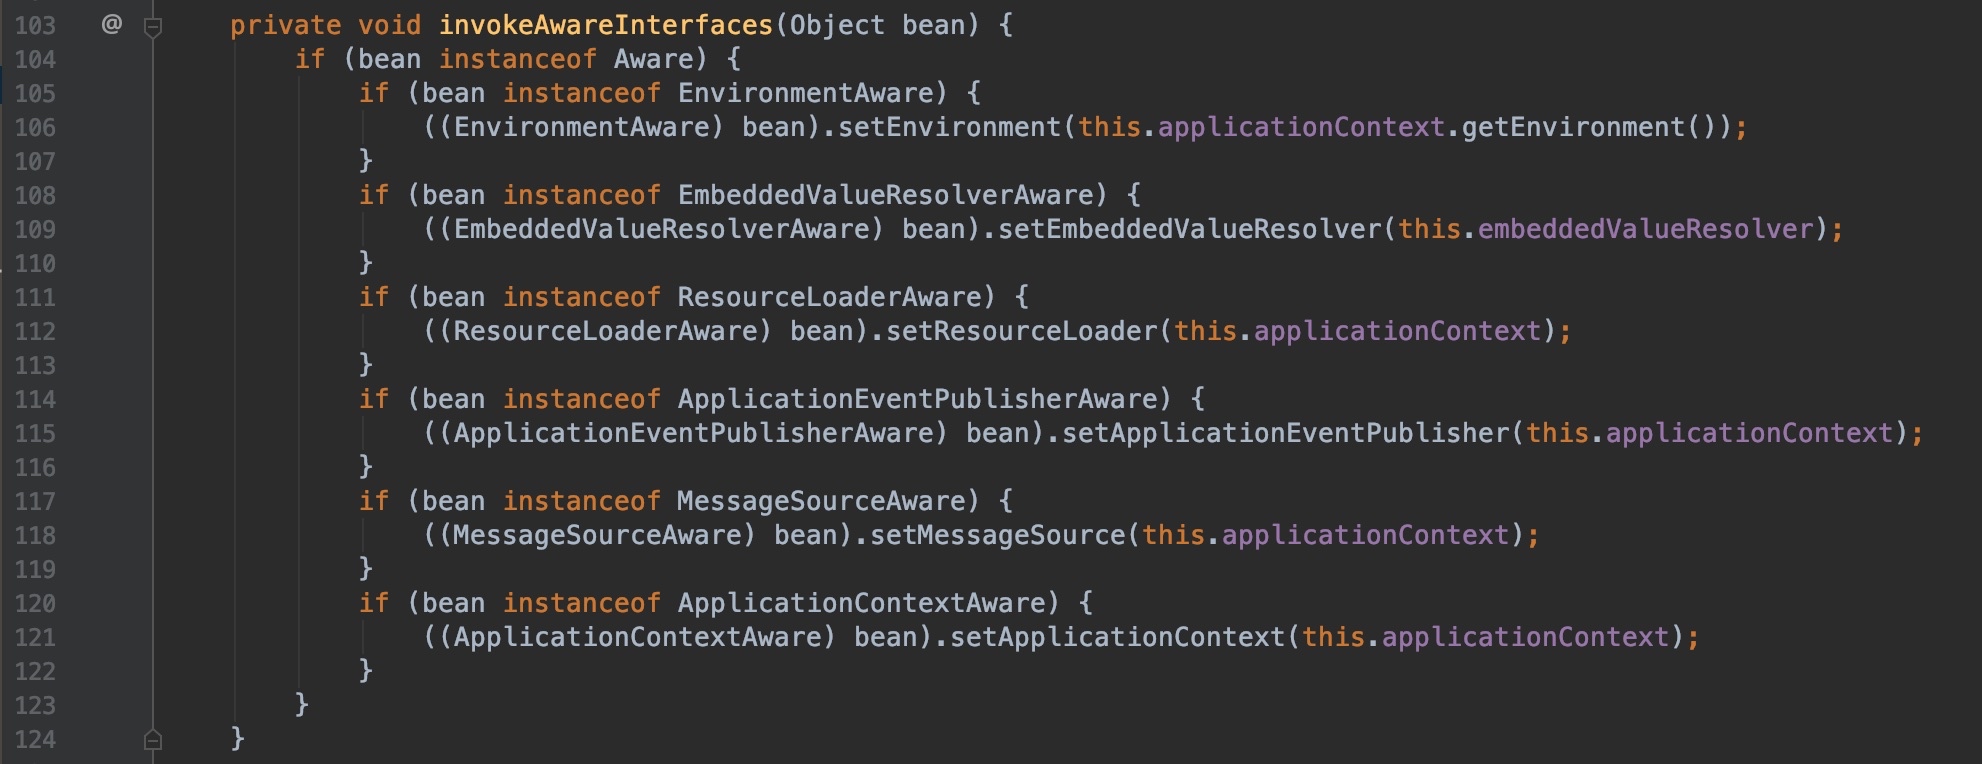 103 @ private void invokeAwareInterfaces(Object bean) {
104 if (bean instanceof Aware) {
105 if (bean instanceof EnvironmentAware) {
106 ((EnvironmentAware) bean).setEnvironment(this.applicationContext.getEnvironment());
107 }
108 if (bean instanceof EmbeddedValueResolverAware) {
109 ((EmbeddedValueResolverAware) bean).setEmbeddedValueResolver(this.embeddedValueResolver);
110 }
111 if (bean instanceof ResourceLoaderAware) {
112 ((ResourceLoaderAware) bean).setResourceLoader(this.applicationContext);
113 }
114 if (bean instanceof ApplicationEventPublisherAware) {
115 ((ApplicationEventPublisherAware) bean).setApplicationEventPublisher(this.applicationContext);
116 }
117 if (bean instanceof MessageSourceAware) {
118 ((MessageSourceAware) bean).setMessageSource(this.applicationContext);
119 }
120 if (bean instanceof ApplicationContextAware) {
121 ((ApplicationContextAware) bean).setApplicationContext(this.applicationContext);
122 }
123 }
124 }